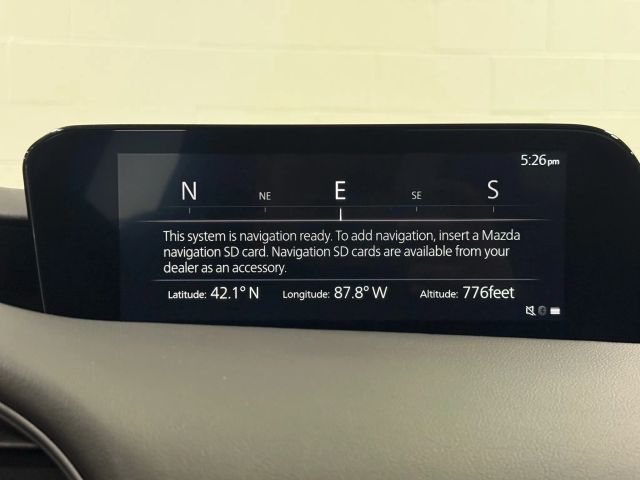 5:26pm
N NE E SE S
This system is navigation ready. To add navigation, insert a Mazda
navigation SD card. Navigation SD cards are available from your
dealer as an accessory.
Latitude: 42.1° N Longitude: 87.8° W Altitude: 776feet